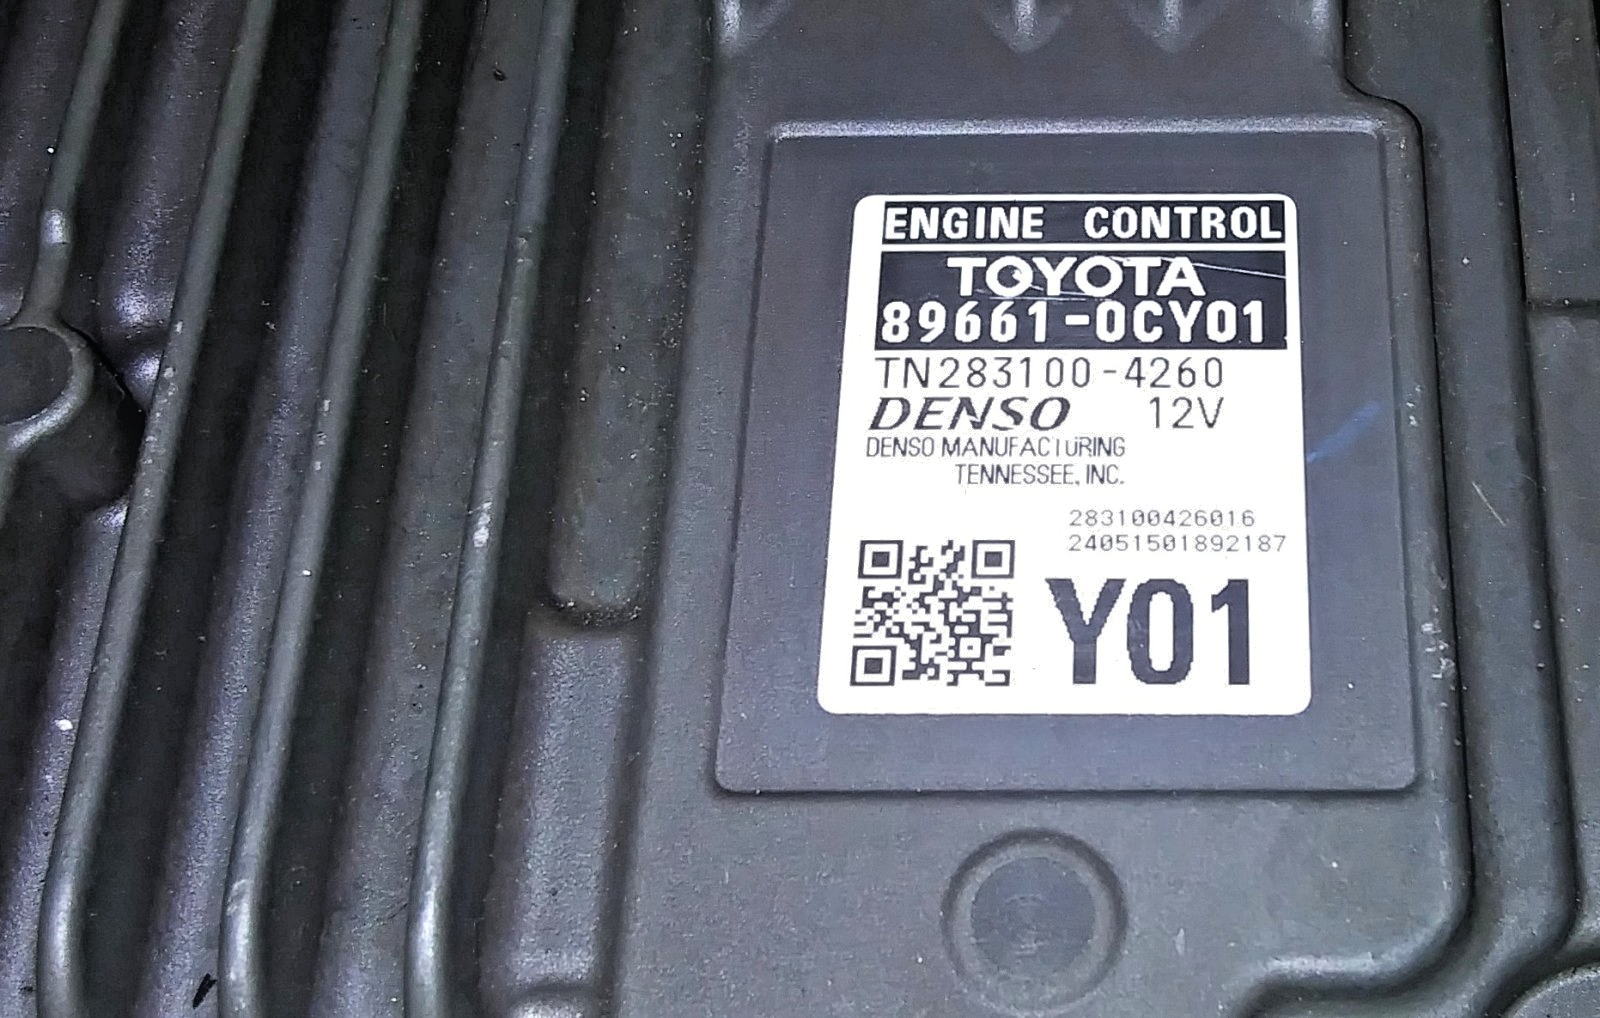 ENGINE CONTROL
TOYOTA
89661-0CY01
TN283100-4260
DENSO 12V
DENSO MANUFACTURING
TENNESSEE, INC.
283100426016
24051501892187
Y01